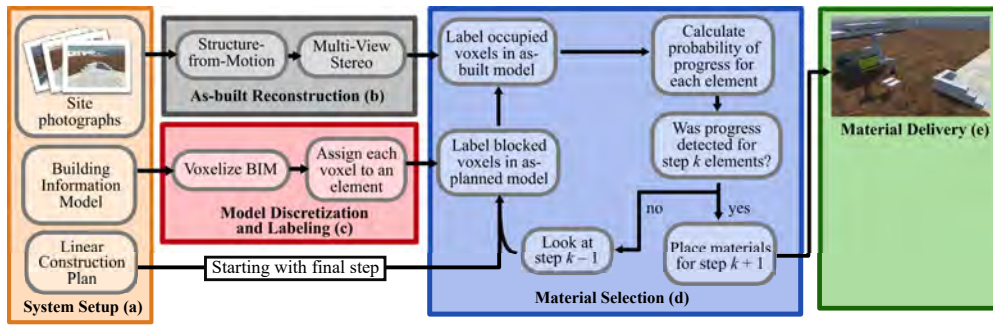 Site
photographs
Building
Information
Model
Linear
Construction
Plan
System Setup (a)
Structure-
from-Motion
Multi-View
Stereo
As-built Reconstruction (b)
Voxelize BIM
Assign each
voxel to an
element
Model Discretization
and Labeling (c)
Starting with final step
Label occupied
voxels in as-
built model
Label blocked
voxels in as-
planned model
Calculate
probability of
progress for
each element
Was progress
detected for
step k elements?
no
yes
Look at
step k – 1
Place materials
for step k + 1
Material Selection (d)
Material Delivery (e)